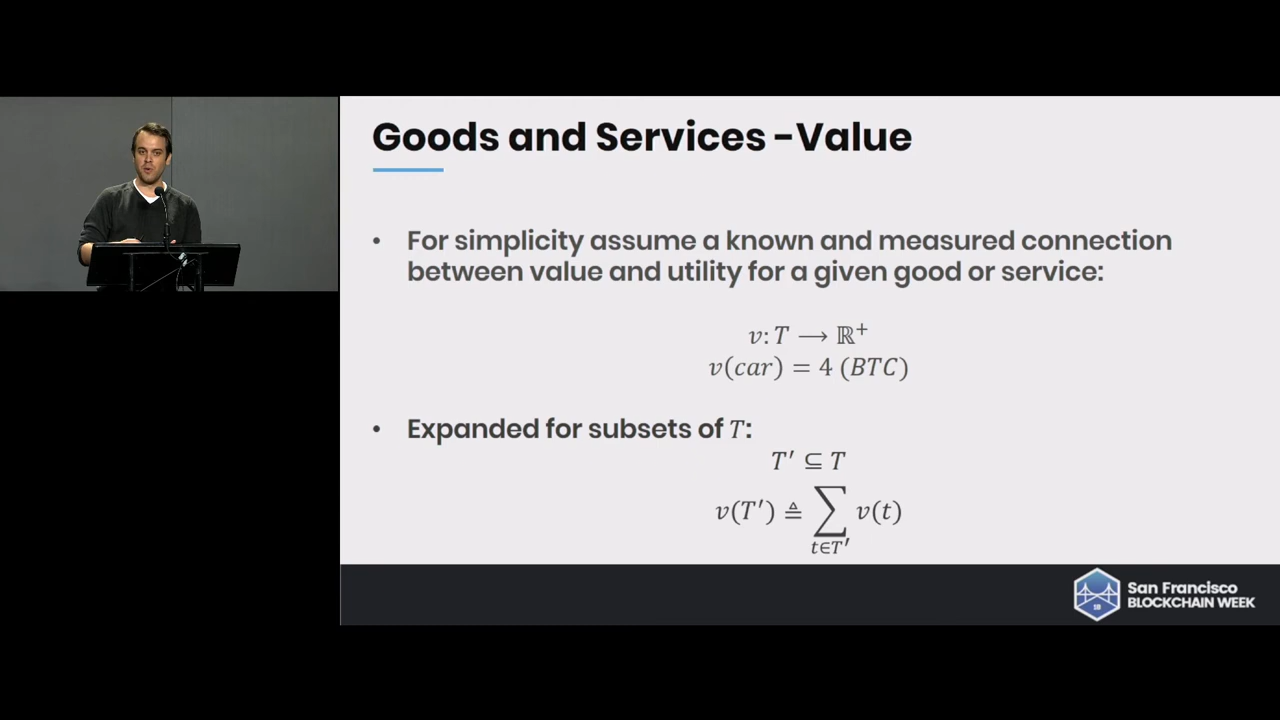 Goods and Services -Value
• For simplicity assume a known and measured connection
between value and utility for a given good or service:
v: T ⟶ ℝ⁺
v(car) = 4 (BTC)
• Expanded for subsets of T:
T′ ⊆ T
v(T′) ≜ ∑ v(t)
t∈T′
San Francisco
BLOCKCHAIN WEEK
18